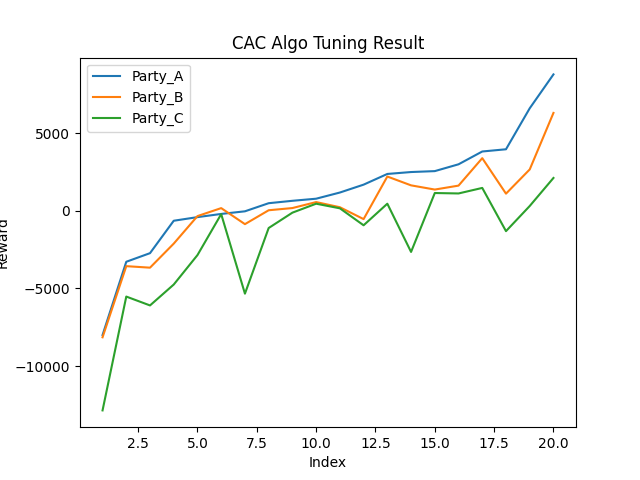 CAC Algo Tuning Result
Party_A
Party_B
Party_C
5000
0
−5000
−10000
Reward
2.5
5.0
7.5
10.0
12.5
15.0
17.5
20.0
Index